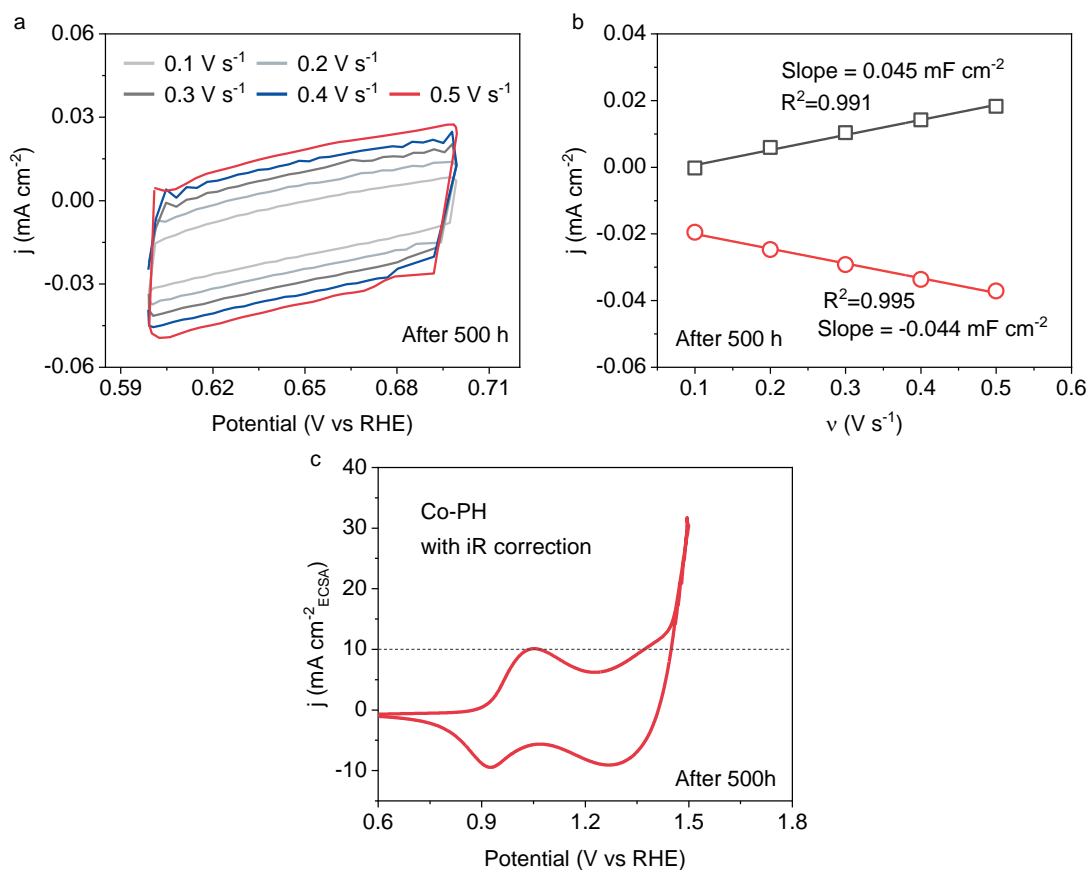 a
0.06
0.03
0.00
-0.03
-0.06
j (mA cm⁻²)
0.1 V s⁻¹ 0.2 V s⁻¹
0.3 V s⁻¹ 0.4 V s⁻¹ 0.5 V s⁻¹
After 500 h
0.59 0.62 0.65 0.68 0.71
Potential (V vs RHE)
b
0.04
0.02
0.00
-0.02
-0.04
-0.06
j (mA cm⁻²)
Slope = 0.045 mF cm⁻²
R²=0.991
R²=0.995
Slope = -0.044 mF cm⁻²
After 500 h
0.1 0.2 0.3 0.4 0.5 0.6
ν (V s⁻¹)
c
40
30
20
10
0
-10
j (mA cm⁻²ECSA)
Co-PH
with iR correction
After 500h
0.6 0.9 1.2 1.5 1.8
Potential (V vs RHE)